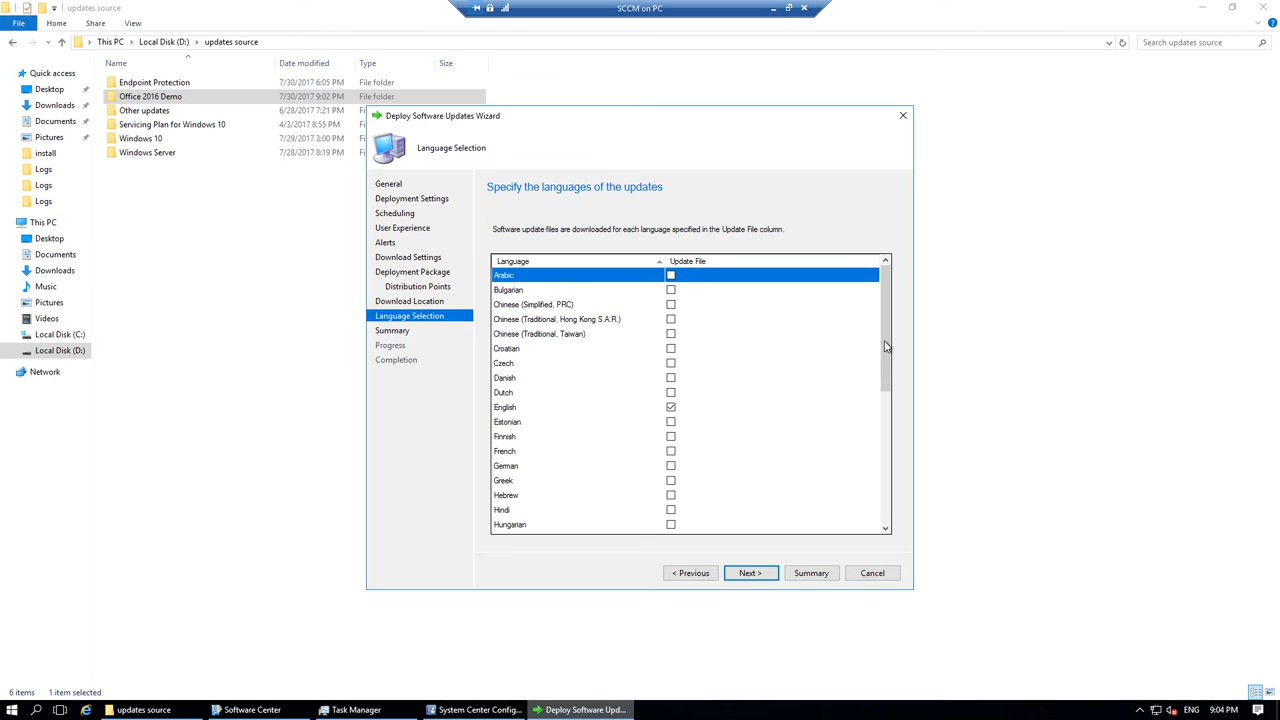 updates source
SCCM on PC
File Home Share View
This PC Local Disk (D:) updates source
Search updates source
Name Date modified Type Size
Quick access
Desktop
Downloads
Documents
Pictures
install
Logs
Logs
Logs
This PC
Desktop
Documents
Downloads
Music
Pictures
Videos
Local Disk (C:)
Local Disk (D:)
Network
Endpoint Protection 7/30/2017 6:05 PM File folder
Office 2016 Demo 7/30/2017 9:02 PM File folder
Other updates 6/28/2017 7:21 PM Fi
Servicing Plan for Windows 10 4/3/2017 8:55 PM Fi
Windows 10 7/29/2017 3:00 PM Fi
Windows Server 7/28/2017 8:19 PM Fi
Deploy Software Updates Wizard
Language Selection
General
Deployment Settings
Scheduling
User Experience
Alerts
Download Settings
Deployment Package
Distribution Points
Download Location
Language Selection
Summary
Progress
Completion
Specify the languages of the updates
Software update files are downloaded for each language specified in the Update File column.
Language Update File
Arabic
Bulgarian
Chinese (Simplified, PRC)
Chinese (Traditional, Hong Kong S.A.R.)
Chinese (Traditional, Taiwan)
Croatian
Czech
Danish
Dutch
English
Estonian
Finnish
French
German
Greek
Hebrew
Hindi
Hungarian
< Previous Next > Summary Cancel
6 items 1 item selected
updates source Software Center Task Manager System Center Config... Deploy Software Upd... ENG 9:04 PM